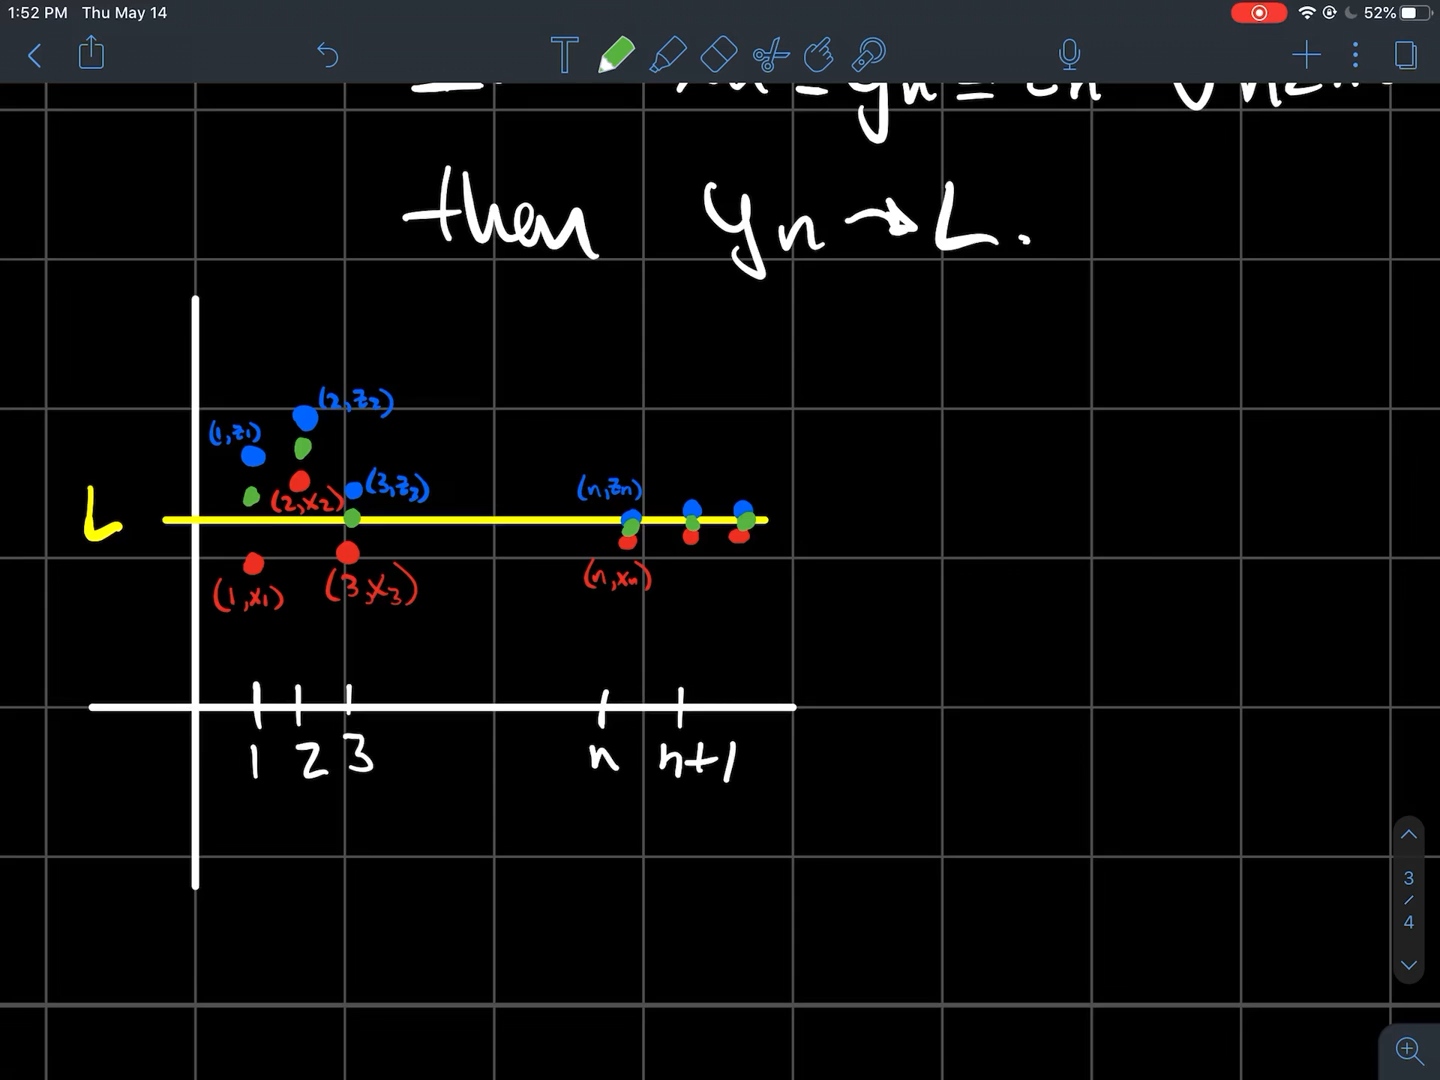 1:52 PM Thu May 14
52%
T
then yn → L.
(2,z2)
(1,z1)
(3,z3)
(n,zn)
(2,x2)
L
(1,x1)
(3,x3)
(n,xn)
1 2 3 n n+1
3
/
4